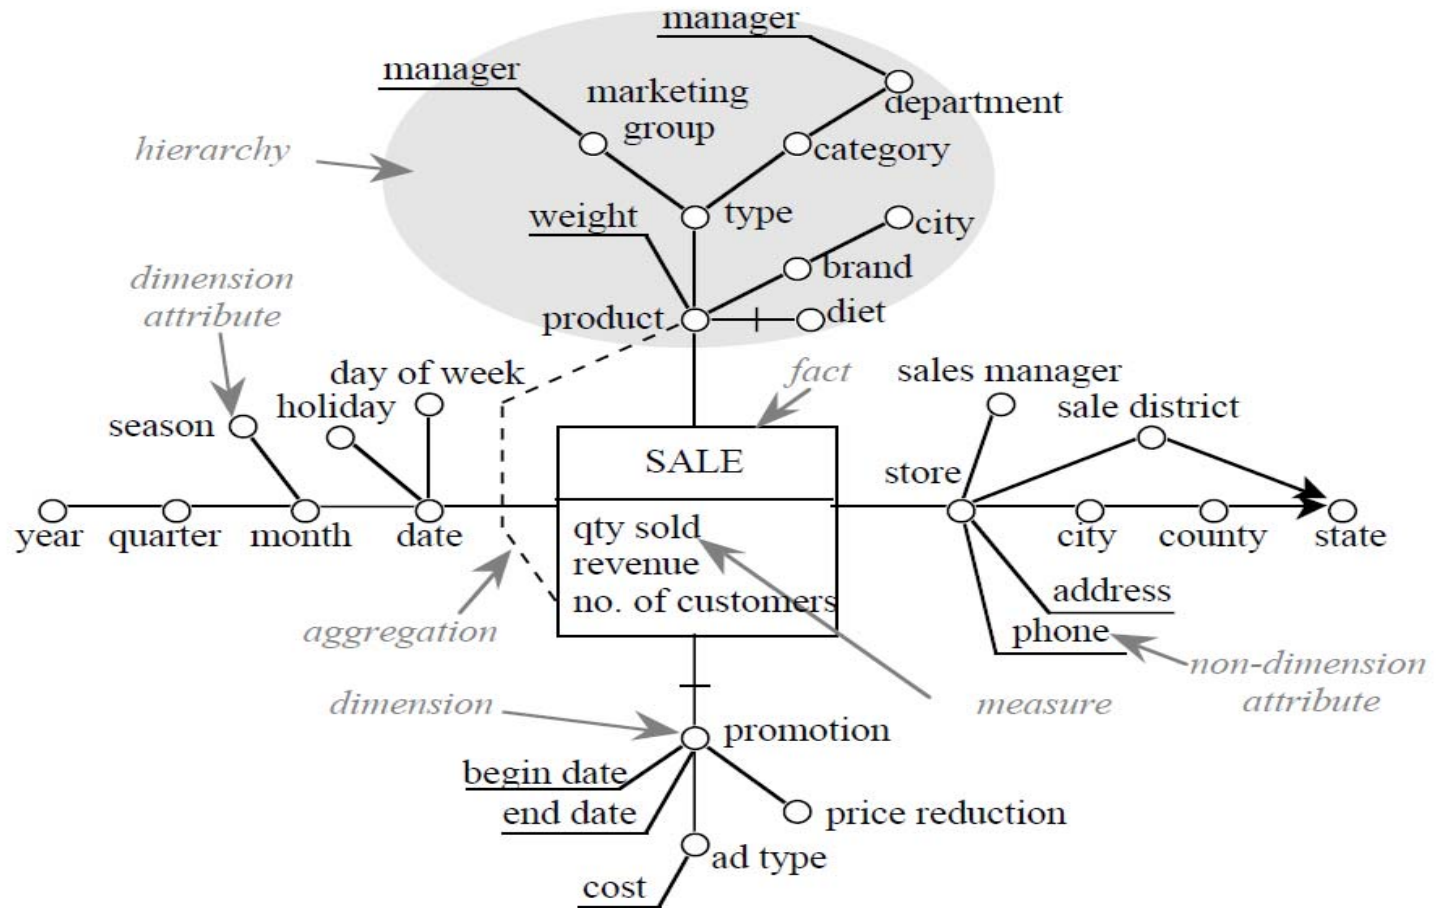 manager
manager
marketing
group
department
hierarchy
category
weight
type
city
brand
dimension
attribute
product
diet
day of week
fact
sales manager
holiday
sale district
season
SALE
store
year
quarter
month
date
qty sold
revenue
no. of customers
city
county
state
address
phone
aggregation
non-dimension
attribute
dimension
measure
promotion
begin date
end date
price reduction
ad type
cost